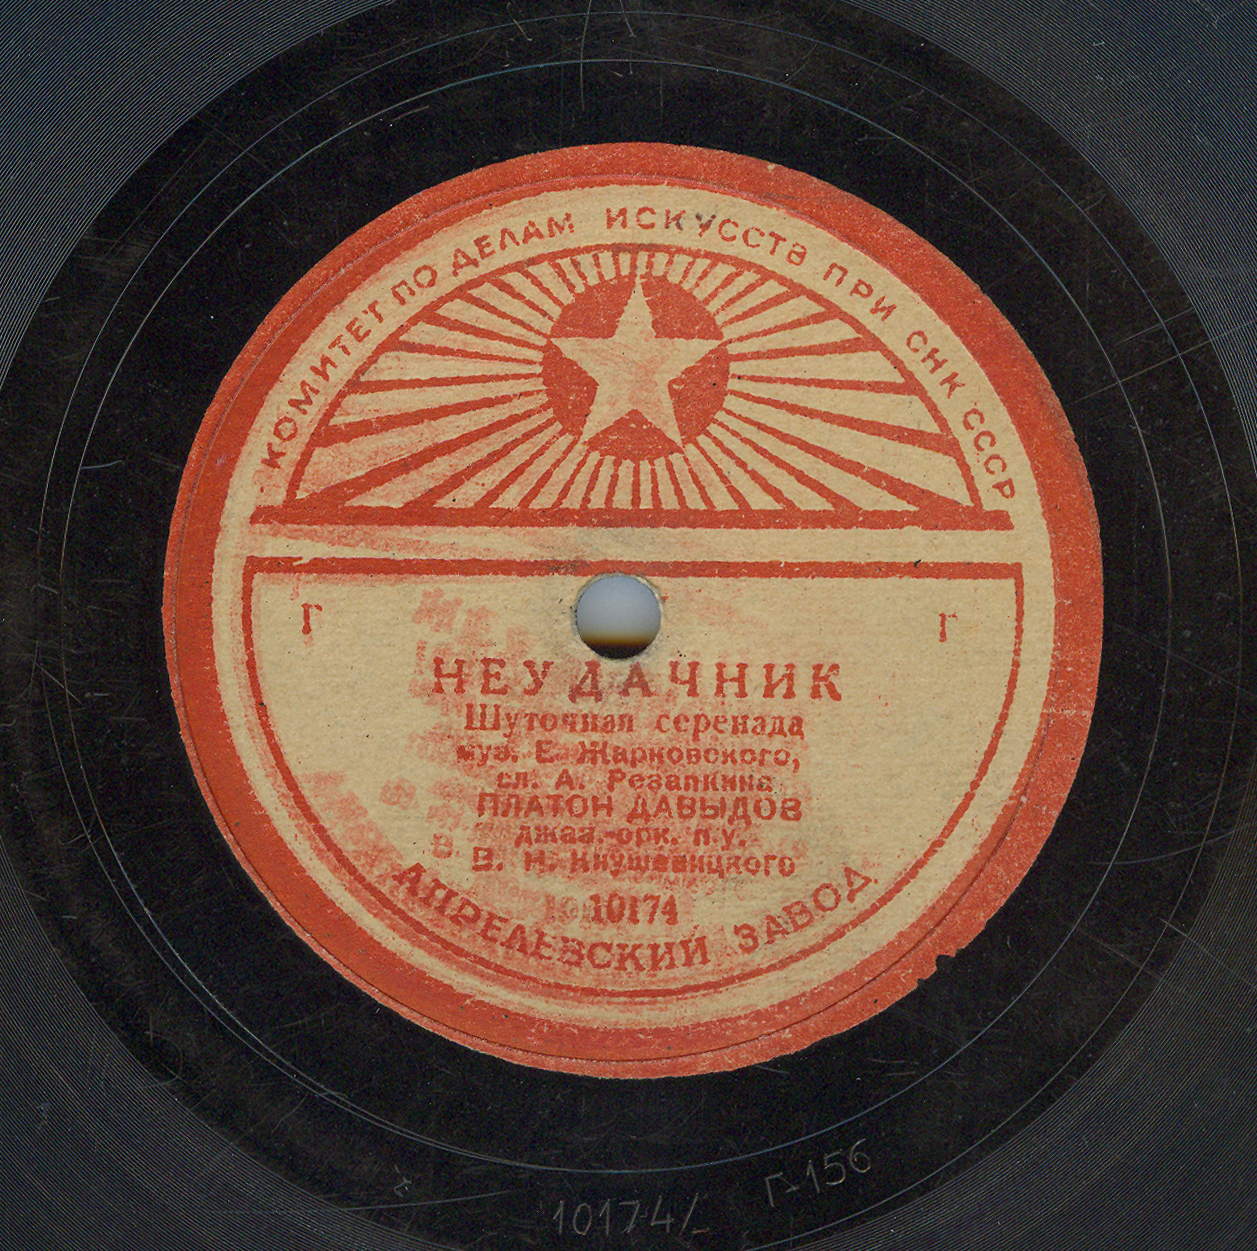 КОМИТЕТ ПО ДЕЛАМ ИСКУССТВ ПРИ СНК СССР
Г Г
НЕУДАЧНИК
Шуточная серенада
муз. Е. Жарковского,
сл. А. Резапкина
ПЛАТОН ДАВЫДОВ
джаз-орк. п. у.
В. Н. Кнушевицкого
10174
АПРЕЛЕВСКИЙ ЗАВОД
10174/ Г-156